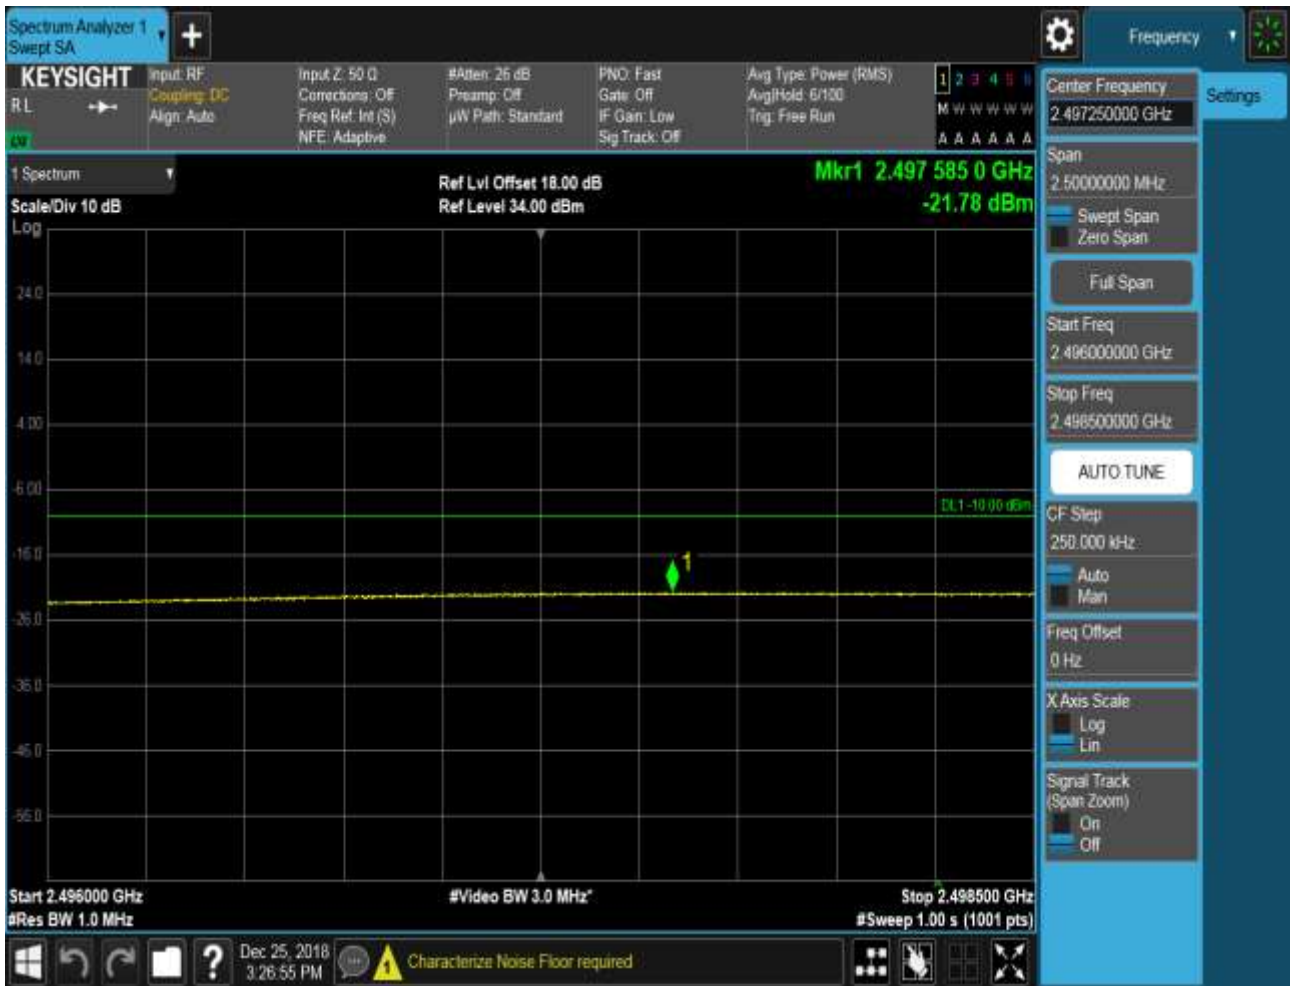 Spectrum Analyzer 1
Swept SA
+
Frequency
KEYSIGHT
RL
Input: RF
Coupling: DC
Align: Auto
Input Z: 50 Ω
Corrections: Off
Freq Ref: Int (S)
NFE: Adaptive
#Atten: 26 dB
Preamp: Off
µW Path: Standard
PNO: Fast
Gate: Off
IF Gain: Low
Sig Track: Off
Avg Type: Power (RMS)
Avg|Hold: 6/100
Trig: Free Run
1 2 3 4 5 6
M W W W W W
A A A A A A
1 Spectrum
Scale/Div 10 dB
Log
Ref Lvl Offset 18.00 dB
Ref Level 34.00 dBm
Mkr1 2.497 585 0 GHz
-21.78 dBm
24.0
14.0
4.00
-6.00
-16.0
-26.0
-36.0
-46.0
-56.0
DL1 -10.00 dBm
1
Start 2.496000 GHz
#Res BW 1.0 MHz
#Video BW 3.0 MHz*
Stop 2.498500 GHz
#Sweep 1.00 s (1001 pts)
Center Frequency
2.497250000 GHz
Settings
Span
2.50000000 MHz
Swept Span
Zero Span
Full Span
Start Freq
2.496000000 GHz
Stop Freq
2.498500000 GHz
AUTO TUNE
CF Step
250.000 kHz
Auto
Man
Freq Offset
0 Hz
X Axis Scale
Log
Lin
Signal Track
(Span Zoom)
On
Off
?
Dec 25, 2018
3:26:55 PM
1
Characterize Noise Floor required